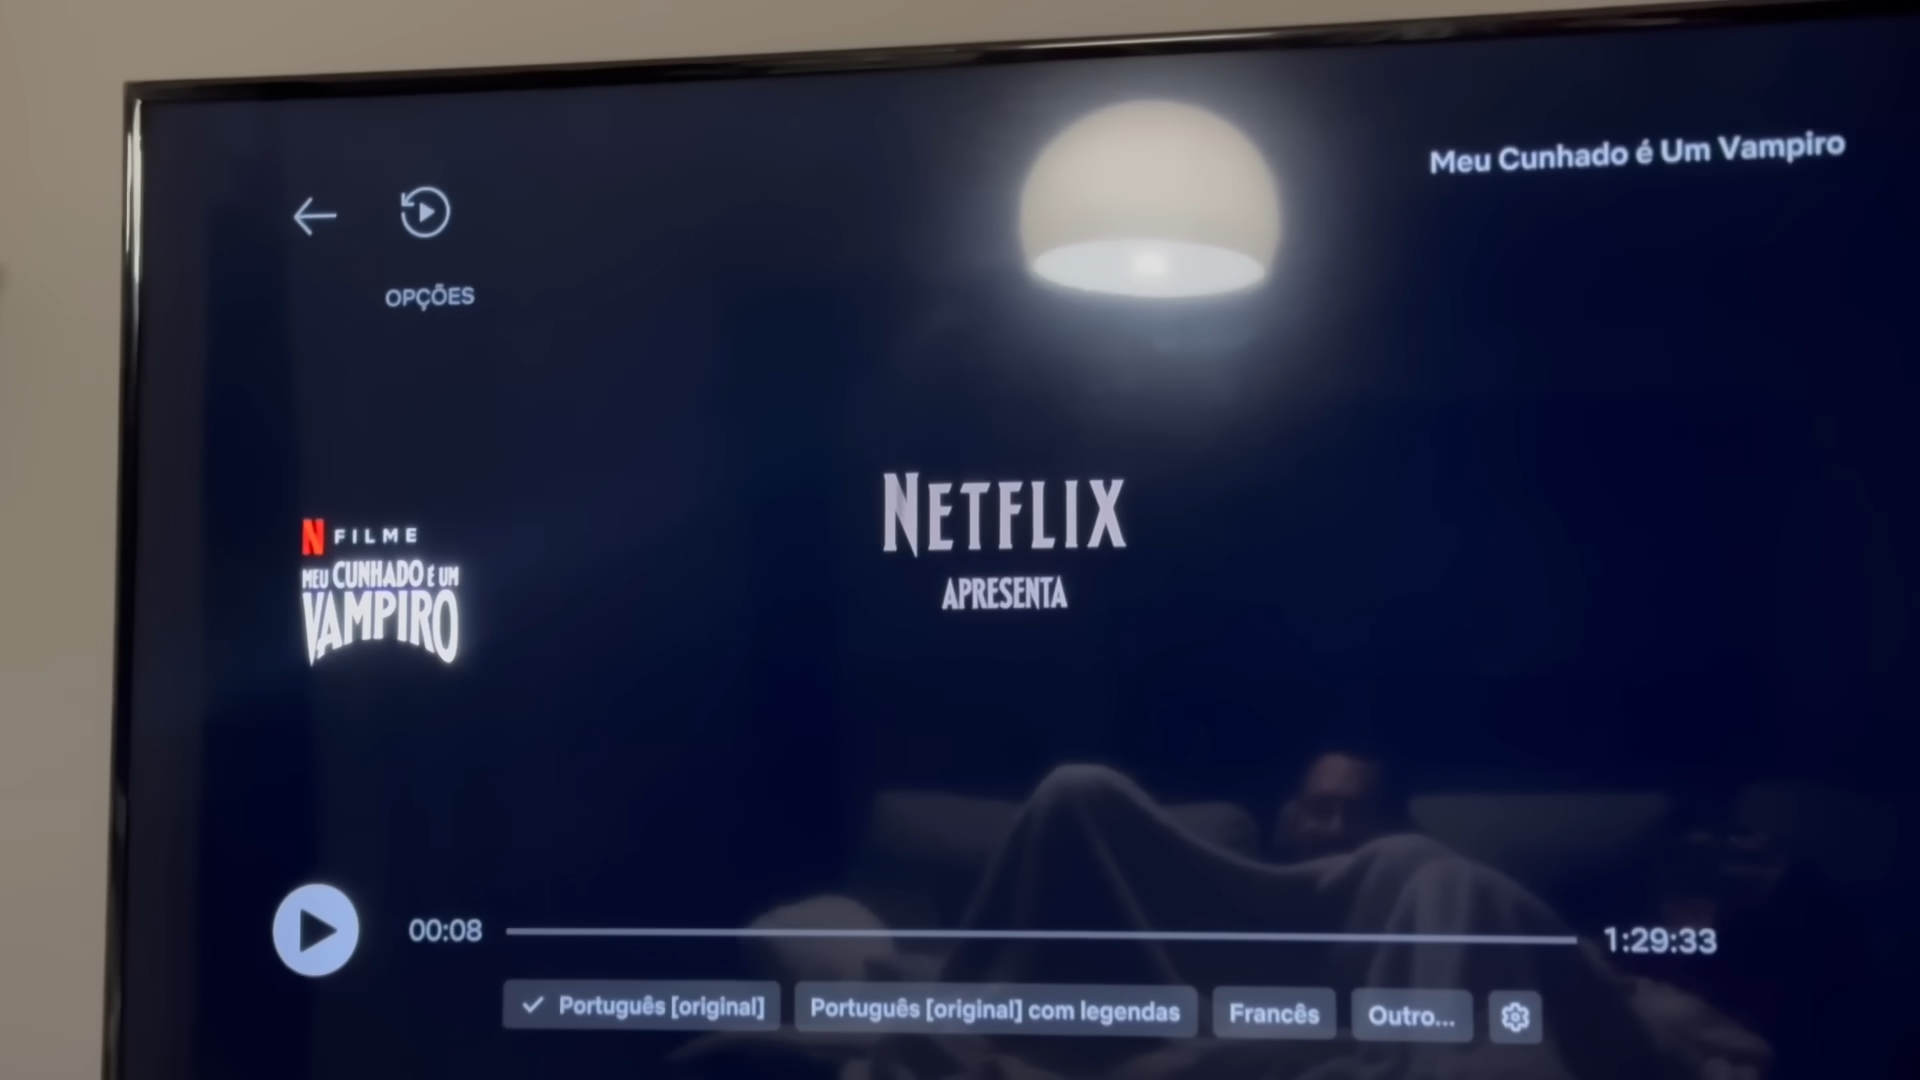 Meu Cunhado é Um Vampiro
OPÇÕES
NETFLIX
APRESENTA
N FILME
MEU CUNHADO É UM
VAMPIRO
00:08
1:29:33
Português [original]
Português [original] com legendas
Francês
Outro...